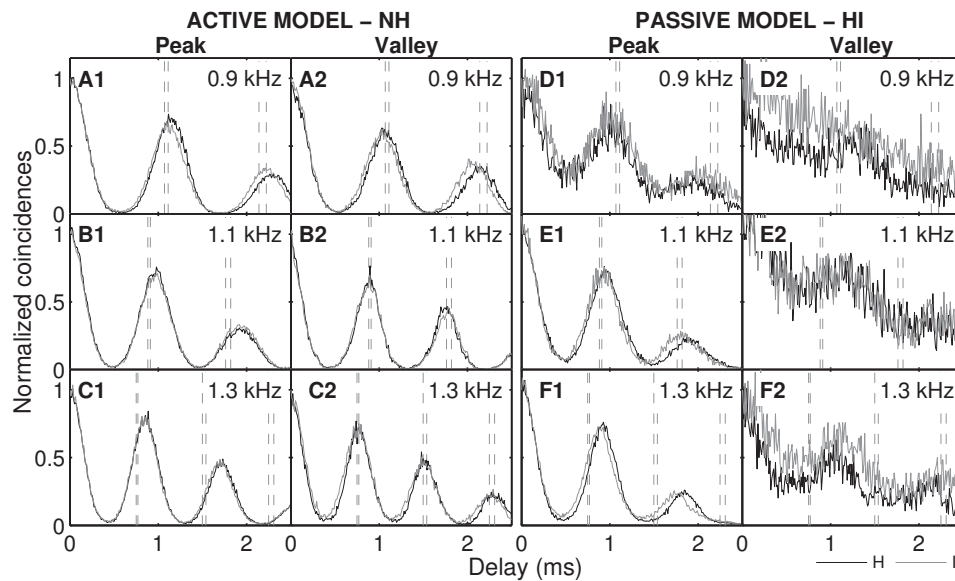 ACTIVE MODEL – NH PASSIVE MODEL – HI
Peak Valley Peak Valley
1 A1 0.9 kHz A2 0.9 kHz D1 0.9 kHz D2 0.9 kHz
0.5
0
1 B1 1.1 kHz B2 1.1 kHz E1 1.1 kHz E2 1.1 kHz
0.5
0
1 C1 1.3 kHz C2 1.3 kHz F1 1.3 kHz F2 1.3 kHz
0.5
0
0 1 2 0 1 2 0 1 2 0 1 2
Normalized coincidences
Delay (ms)
H